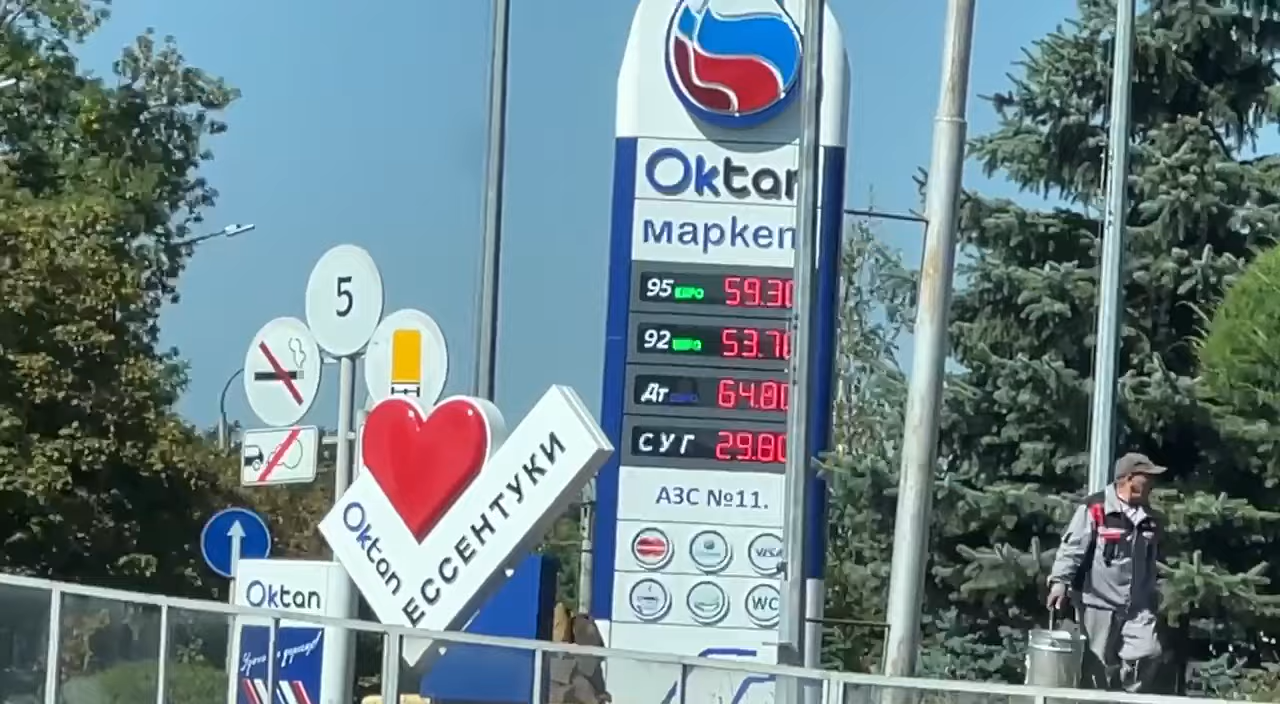 Oktan
маркет
95 ЕВРО 59.30
92 ЕВРО 53.70
Дт 64.80
СУГ 29.80
АЗС №11.
VISA
WC
5
Oktan
ЕССЕНТУКИ
Oktan